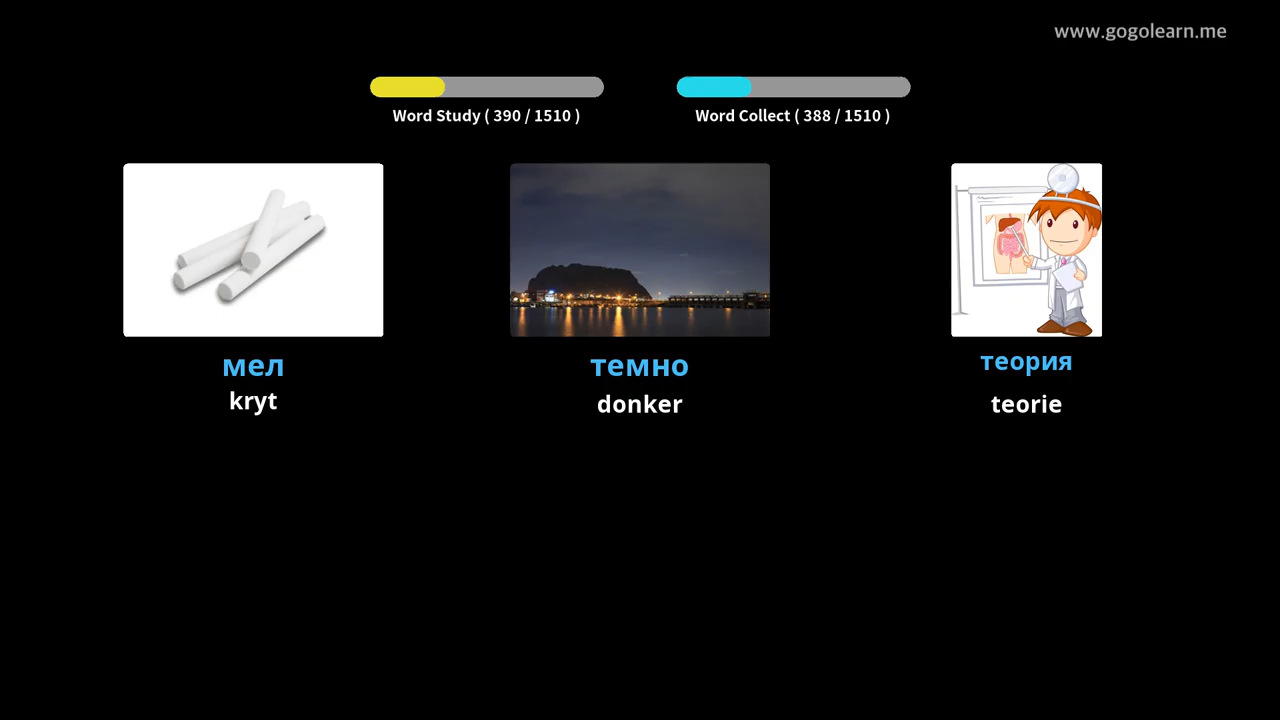 www.gogolearn.me
Word Study ( 390 / 1510 )
Word Collect ( 388 / 1510 )
мел
kryt
темно
donker
теория
teorie